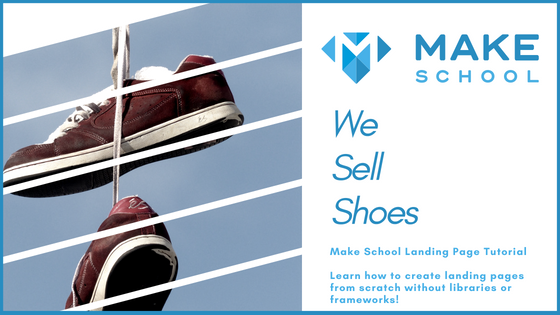 MAKE
SCHOOL
We
Sell
Shoes
Make School Landing Page Tutorial
Learn how to create landing pages
from scratch without libraries or
frameworks!